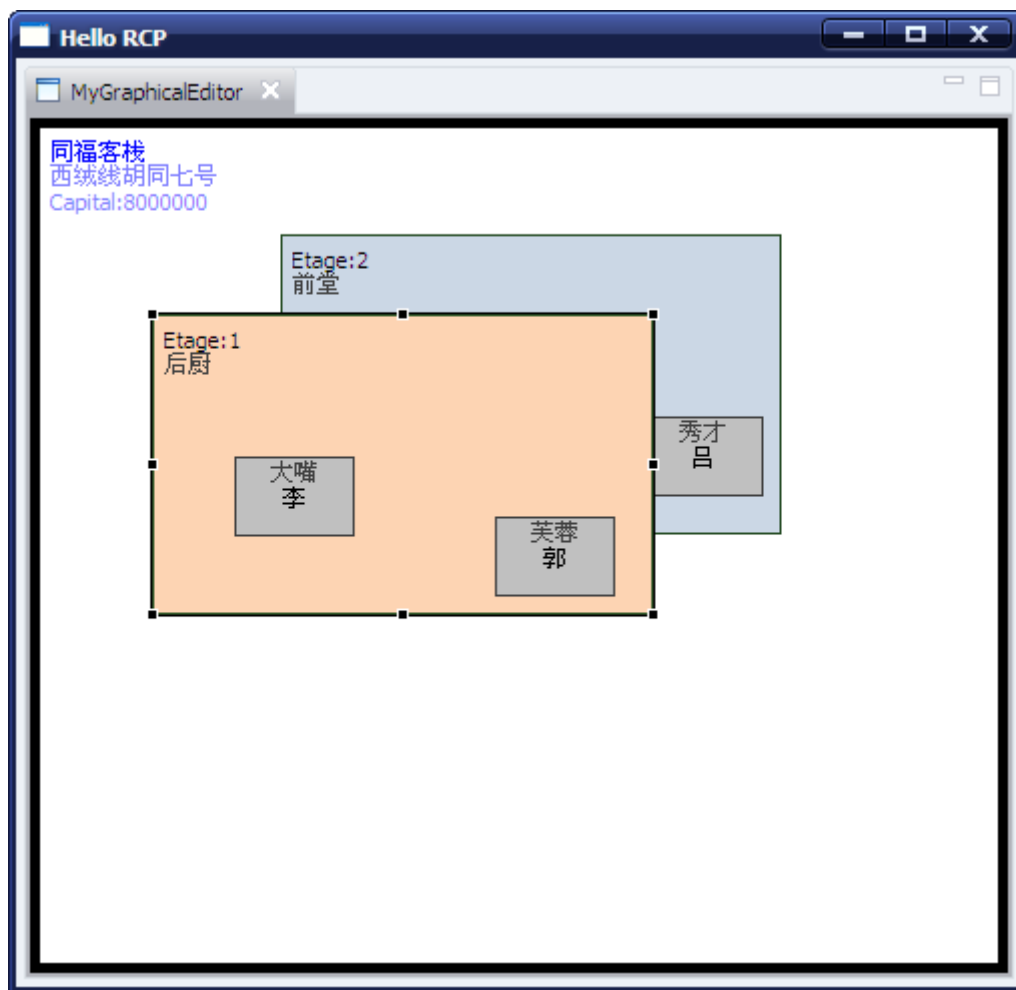 Hello RCP
MyGraphicalEditor
同福客栈
西绒线胡同七号
Capital:8000000
Etage:2
前堂
Etage:1
后厨
秀才
吕
大嘴
李
芙蓉
郭